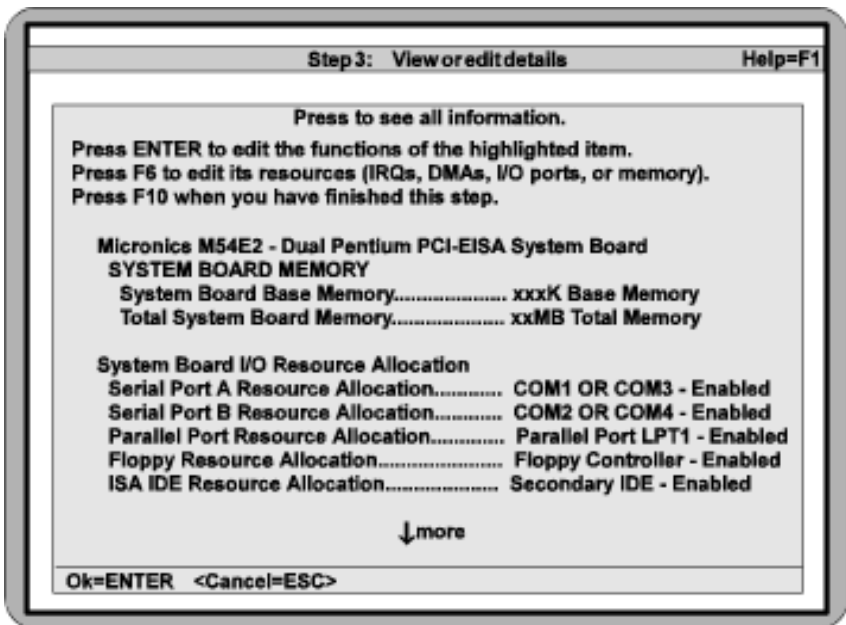 Step 3: View or edit details Help=F1
Press to see all information.
Press ENTER to edit the functions of the highlighted item.
Press F6 to edit its resources (IRQs, DMAs, I/O ports, or memory).
Press F10 when you have finished this step.
Micronics M54E2 - Dual Pentium PCI-EISA System Board
SYSTEM BOARD MEMORY
System Board Base Memory...................... xxxK Base Memory
Total System Board Memory...................... xxMB Total Memory
System Board I/O Resource Allocation
Serial Port A Resource Allocation............. COM1 OR COM3 - Enabled
Serial Port B Resource Allocation............. COM2 OR COM4 - Enabled
Parallel Port Resource Allocation.............. Parallel Port LPT1 - Enabled
Floppy Resource Allocation........................ Floppy Controller - Enabled
ISA IDE Resource Allocation...................... Secondary IDE - Enabled
↓more
Ok=ENTER <Cancel=ESC>